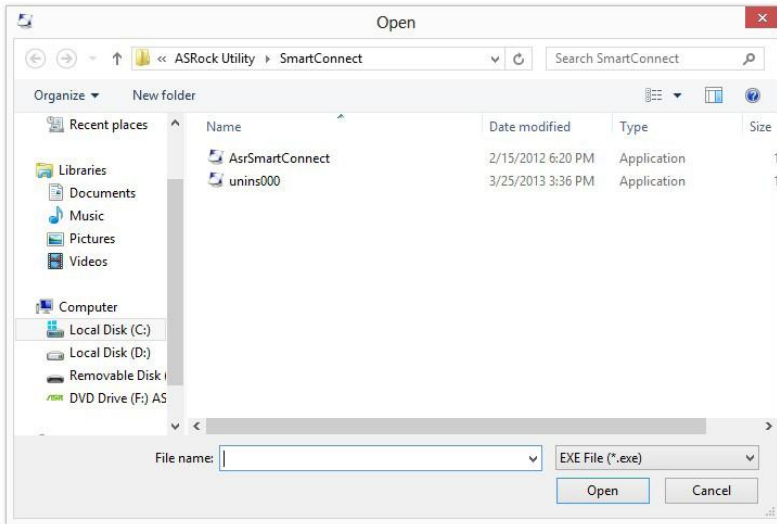 Open
« ASRock Utility SmartConnect
Search SmartConnect
Organize New folder
Name Date modified Type Size
AsrSmartConnect 2/15/2012 6:20 PM Application 1
unins000 3/25/2013 3:36 PM Application 1
Recent places
Libraries
Documents
Music
Pictures
Videos
Computer
Local Disk (C:)
Local Disk (D:)
Removable Disk (
DVD Drive (F:) AS
File name:
EXE File (*.exe)
Open Cancel